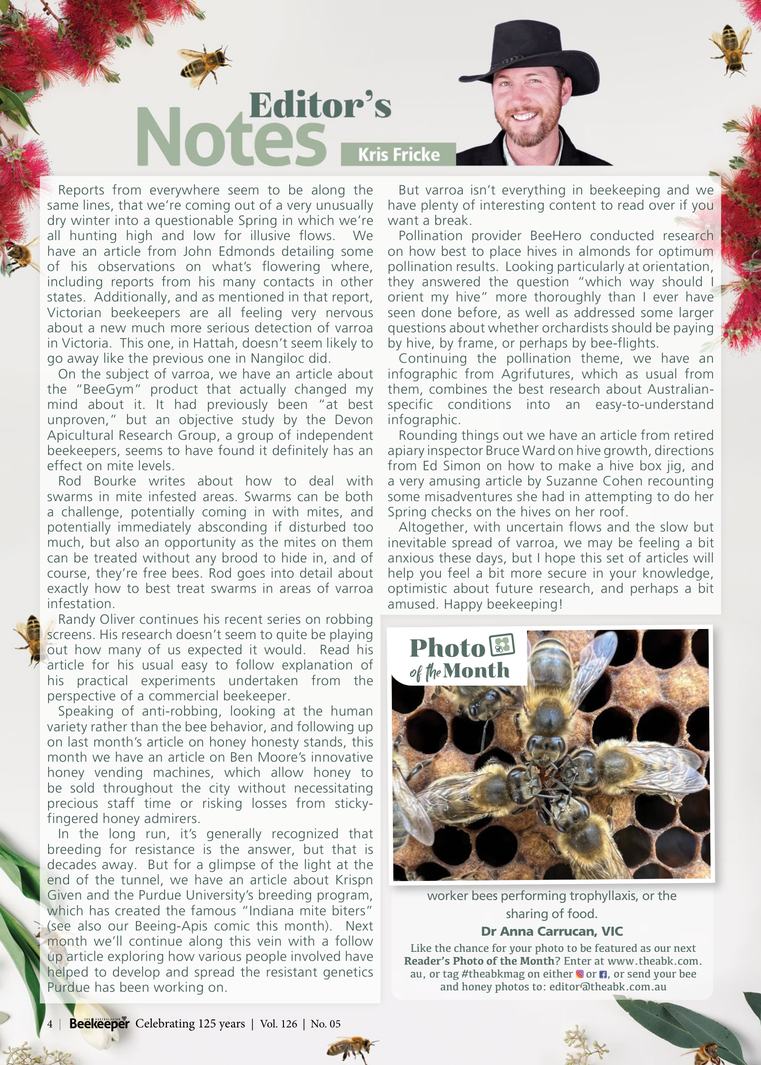 Editor's
Notes
Kris Fricke
Reports from everywhere seem to be along the
same lines, that we're coming out of a very unusually
dry winter into a questionable Spring in which we're
all hunting high and low for illusive flows. We
have an article from John Edmonds detailing some
of his observations on what's flowering where,
including reports from his many contacts in other
states. Additionally, and as mentioned in that report,
Victorian beekeepers are all feeling very nervous
about a new much more serious detection of varroa
in Victoria. This one, in Hattah, doesn't seem likely to
go away like the previous one in Nangiloc did.
On the subject of varroa, we have an article about
the "BeeGym" product that actually changed my
mind about it. It had previously been "at best
unproven," but an objective study by the Devon
Apicultural Research Group, a group of independent
beekeepers, seems to have found it definitely has an
effect on mite levels.
Rod Bourke writes about how to deal with
swarms in mite infested areas. Swarms can be both
a challenge, potentially coming in with mites, and
potentially immediately absconding if disturbed too
much, but also an opportunity as the mites on them
can be treated without any brood to hide in, and of
course, they're free bees. Rod goes into detail about
exactly how to best treat swarms in areas of varroa
infestation.
Randy Oliver continues his recent series on robbing
screens. His research doesn't seem to quite be playing
out how many of us expected it would. Read his
article for his usual easy to follow explanation of
his practical experiments undertaken from the
perspective of a commercial beekeeper.
Speaking of anti-robbing, looking at the human
variety rather than the bee behavior, and following up
on last month's article on honey honesty stands, this
month we have an article on Ben Moore's innovative
honey vending machines, which allow honey to
be sold throughout the city without necessitating
precious staff time or risking losses from sticky-
fingered honey admirers.
In the long run, it's generally recognized that
breeding for resistance is the answer, but that is
decades away. But for a glimpse of the light at the
end of the tunnel, we have an article about Krispn
Given and the Purdue University's breeding program,
which has created the famous "Indiana mite biters"
(see also our Beeing-Apis comic this month). Next
month we'll continue along this vein with a follow
up article exploring how various people involved have
helped to develop and spread the resistant genetics
Purdue has been working on.
But varroa isn't everything in beekeeping and we
have plenty of interesting content to read over if you
want a break.
Pollination provider BeeHero conducted research
on how best to place hives in almonds for optimum
pollination results. Looking particularly at orientation,
they answered the question "which way should I
orient my hive" more thoroughly than I ever have
seen done before, as well as addressed some larger
questions about whether orchardists should be paying
by hive, by frame, or perhaps by bee-flights.
Continuing the pollination theme, we have an
infographic from Agrifutures, which as usual from
them, combines the best research about Australian-
specific conditions into an easy-to-understand
infographic.
Rounding things out we have an article from retired
apiary inspector Bruce Ward on hive growth, directions
from Ed Simon on how to make a hive box jig, and
a very amusing article by Suzanne Cohen recounting
some misadventures she had in attempting to do her
Spring checks on the hives on her roof.
Altogether, with uncertain flows and the slow but
inevitable spread of varroa, we may be feeling a bit
anxious these days, but I hope this set of articles will
help you feel a bit more secure in your knowledge,
optimistic about future research, and perhaps a bit
amused. Happy beekeeping!
Photo
of the Month
worker bees performing trophyllaxis, or the
sharing of food.
Dr Anna Carrucan, VIC
Like the chance for your photo to be featured as our next
Reader's Photo of the Month? Enter at www.theabk.com.
au, or tag #theabkmag on either or , or send your bee
and honey photos to: editor@theabk.com.au
4 | Beekeeper Celebrating 125 years | Vol. 126 | No. 05